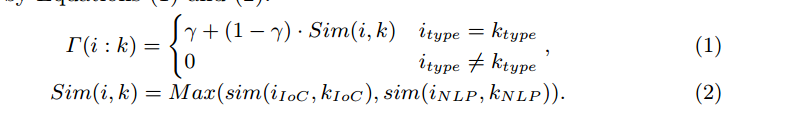 by Equations (1) and (2).
Γ(i : k) = { γ + (1 − γ) · Sim(i, k) i_type = k_type
0 i_type ≠ k_type , (1)
Sim(i, k) = Max(sim(i_IoC, k_IoC), sim(i_NLP, k_NLP)). (2)